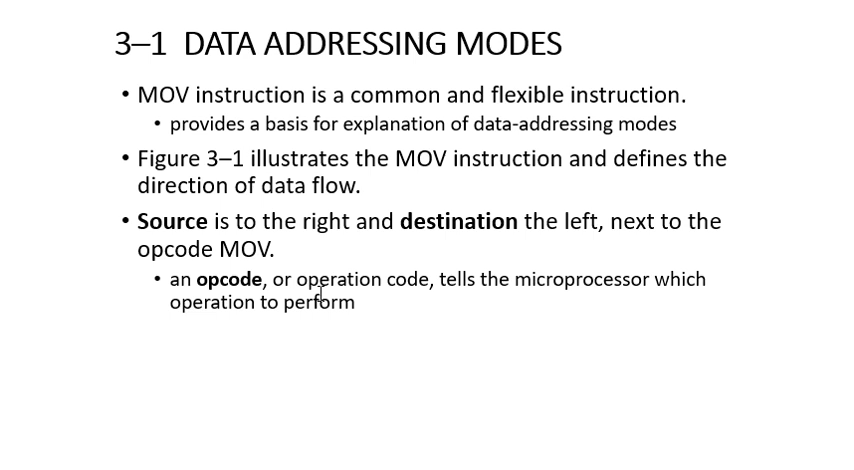 3–1 DATA ADDRESSING MODES
• MOV instruction is a common and flexible instruction.
• provides a basis for explanation of data-addressing modes
• Figure 3–1 illustrates the MOV instruction and defines the
direction of data flow.
• Source is to the right and destination the left, next to the
opcode MOV.
• an opcode, or operation code, tells the microprocessor which
operation to perform